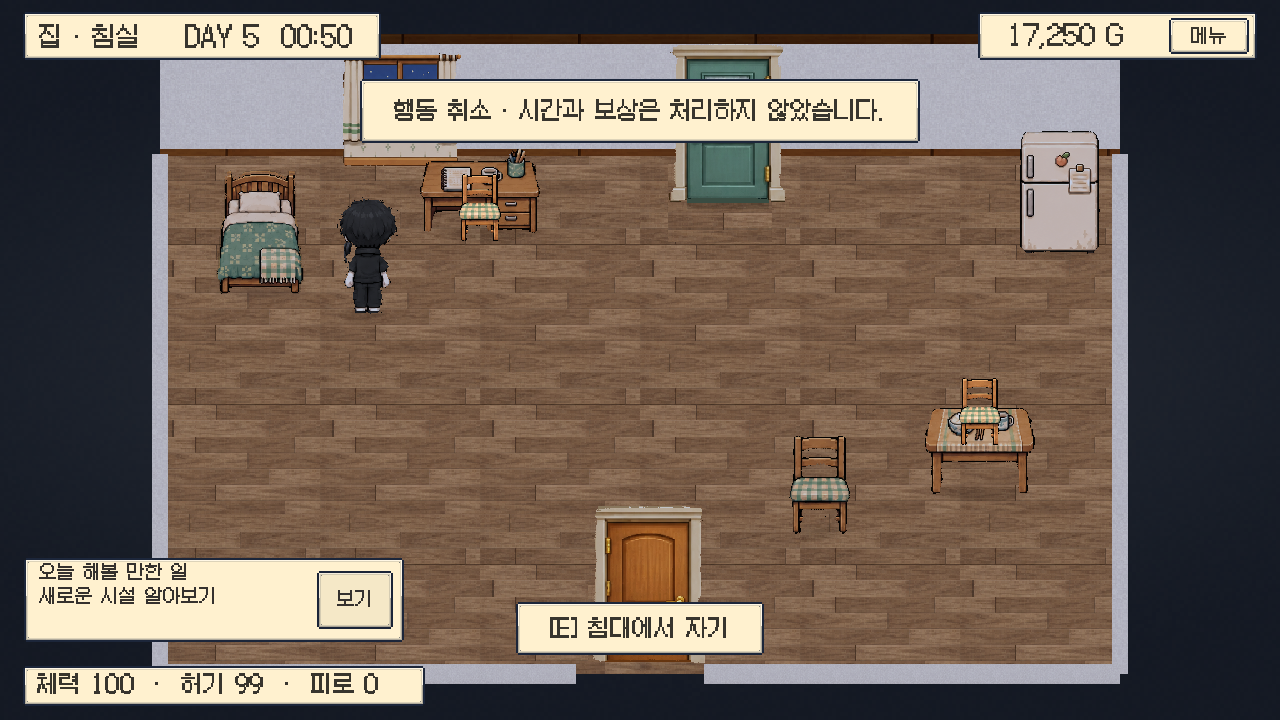 집 · 침실 DAY 5 00:50
17,250 G 메뉴
행동 취소 · 시간과 보상은 처리하지 않았습니다.
오늘 해볼 만한 일
새로운 시설 알아보기
보기
[E] 침대에서 자기
체력 100 · 허기 99 · 피로 0